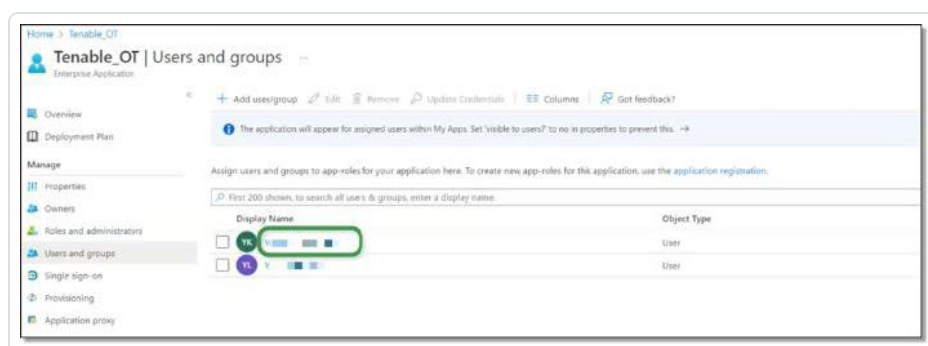 Home > Tenable_OT
Tenable_OT | Users and groups ...
Enterprise Application
«
+ Add user/group Edit Remove Update Credentials | Columns | Got feedback?
Overview
The application will appear for assigned users within My Apps. Set 'visible to users?' to no in properties to prevent this. →
Deployment Plan
Manage
Assign users and groups to app-roles for your application here. To create new app-roles for this application, use the application registration.
Properties
First 200 shown, to search all users & groups, enter a display name.
Owners
Display Name Object Type
Roles and administrators
YK Y User
Users and groups
YL Y User
Single sign-on
Provisioning
Application proxy